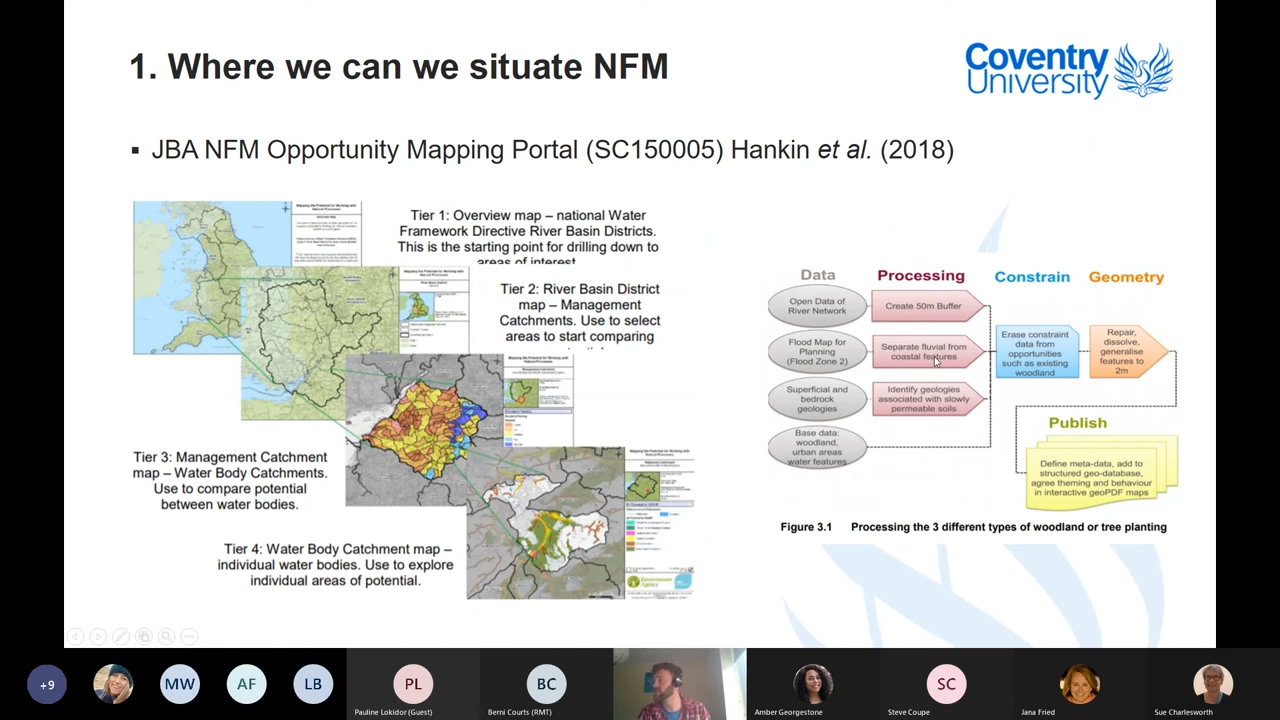 1. Where we can we situate NFM
Coventry
University
▪ JBA NFM Opportunity Mapping Portal (SC150005) Hankin et al. (2018)
Tier 1: Overview map – national Water
Framework Directive River Basin Districts.
This is the starting point for drilling down to
areas of interest.
Tier 2: River Basin District
map – Management
Catchments. Use to select
areas to start comparing
Tier 3: Management Catchment
map – Water Body Catchments.
Use to compare potential
between water bodies.
Tier 4: Water Body Catchment map –
individual water bodies. Use to explore
individual areas of potential.
Data
Processing
Constrain
Geometry
Open Data of
River Network
Create 50m Buffer
Flood Map for
Planning
(Flood Zone 2)
Separate fluvial from
coastal features
Superficial and
bedrock
geologies
Identify geologies
associated with slowly
permeable soils
Base data:
woodland,
urban areas
water features
Erase constraint
data from
opportunities
such as existing
woodland
Repair,
dissolve,
generalise
features to
2m
Publish
Define meta-data, add to
structured geo-database,
agree theming and behaviour
in interactive geoPDF maps
Figure 3.1 Processing the 3 different types of woodland or tree planting
+9
MW
AF
LB
PL
Pauline Lokidor (Guest)
BC
Berni Courts (RMT)
Amber Georgestone
SC
Steve Coupe
Jana Fried
Sue Charlesworth